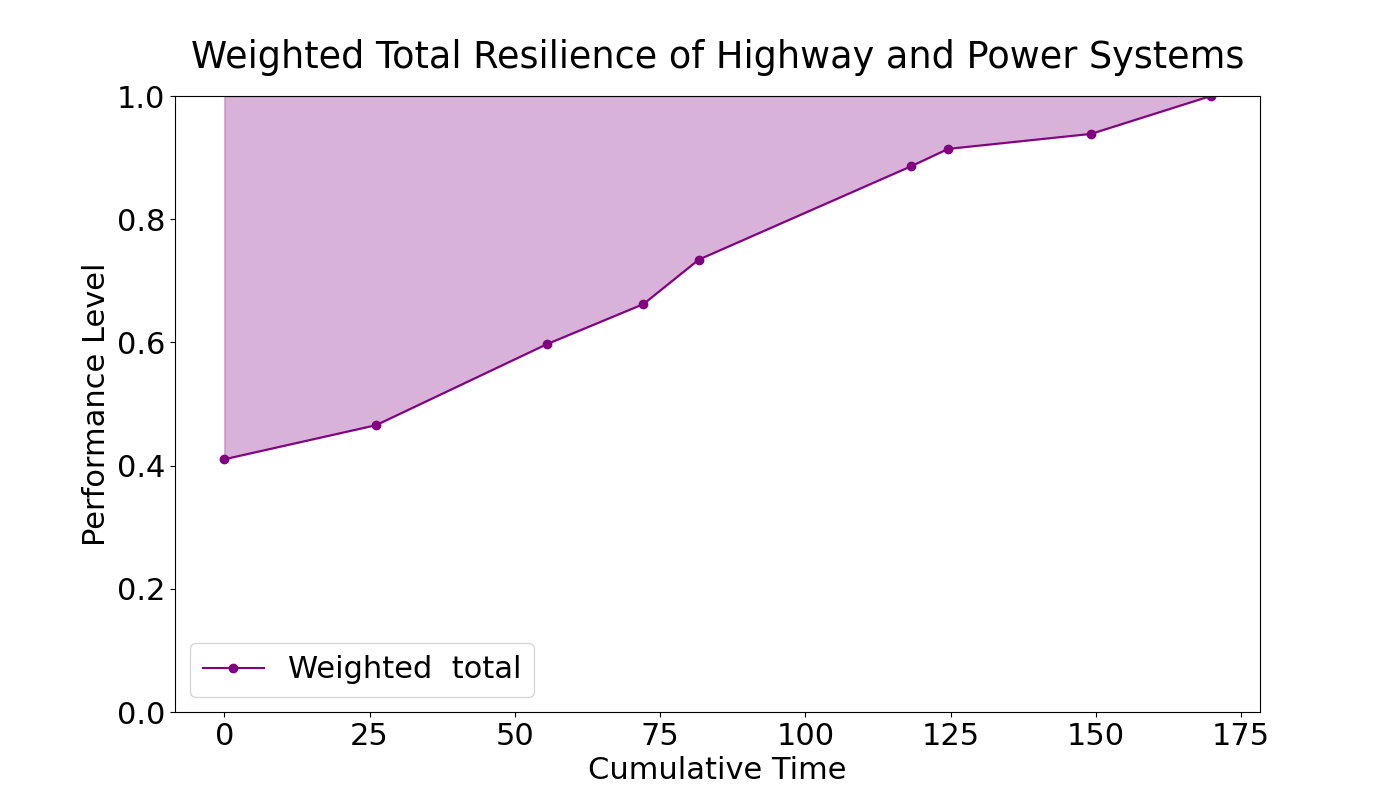 Weighted Total Resilience of Highway and Power Systems
1.0
0.8
0.6
0.4
0.2
0.0
Performance Level
Weighted  total
0 25 50 75 100 125 150 175
Cumulative Time